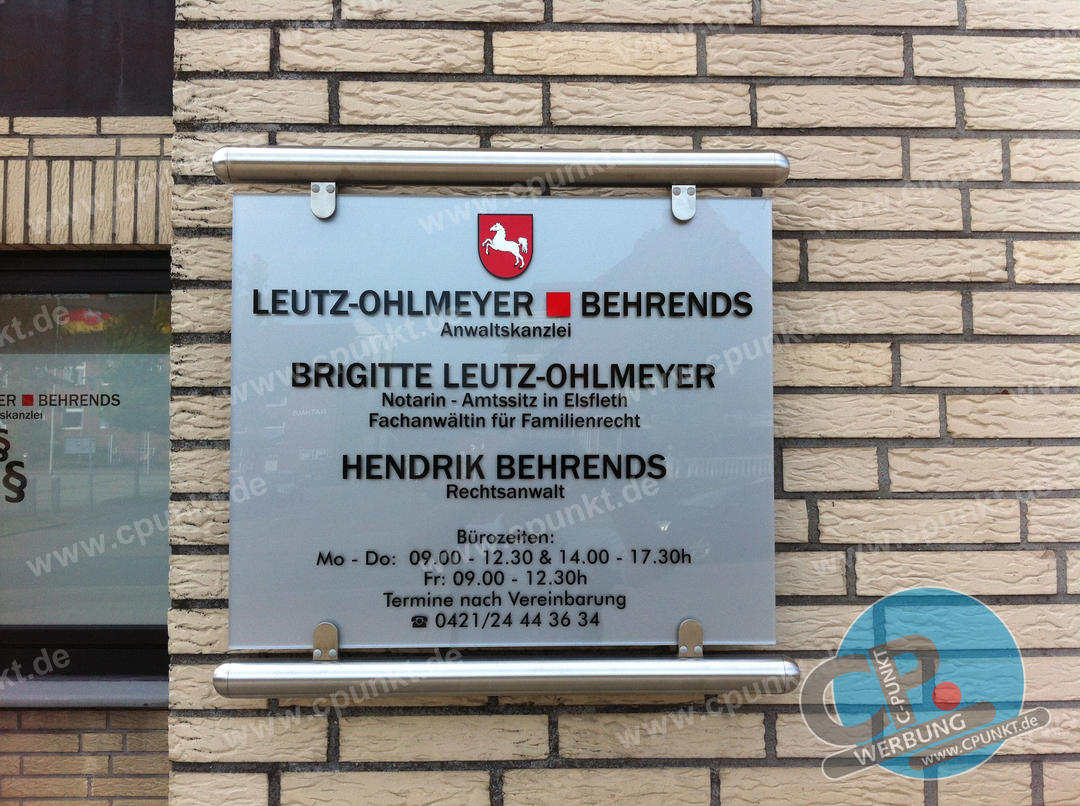 LEUTZ-OHLMEYER ■ BEHRENDS
Anwaltskanzlei
BRIGITTE LEUTZ-OHLMEYER
Notarin - Amtssitz in Elsfleth
Fachanwältin für Familienrecht
HENDRIK BEHRENDS
Rechtsanwalt
Bürozeiten:
Mo - Do: 09.00 - 12.30 & 14.00 - 17.30h
Fr: 09.00 - 12.30h
Termine nach Vereinbarung
☎ 0421/24 44 36 34
ER ■ BEHRENDS
skanzlei
§
§
C-PUNKT
WERBUNG
www.CPUNKT.de
www.cpunkt.de